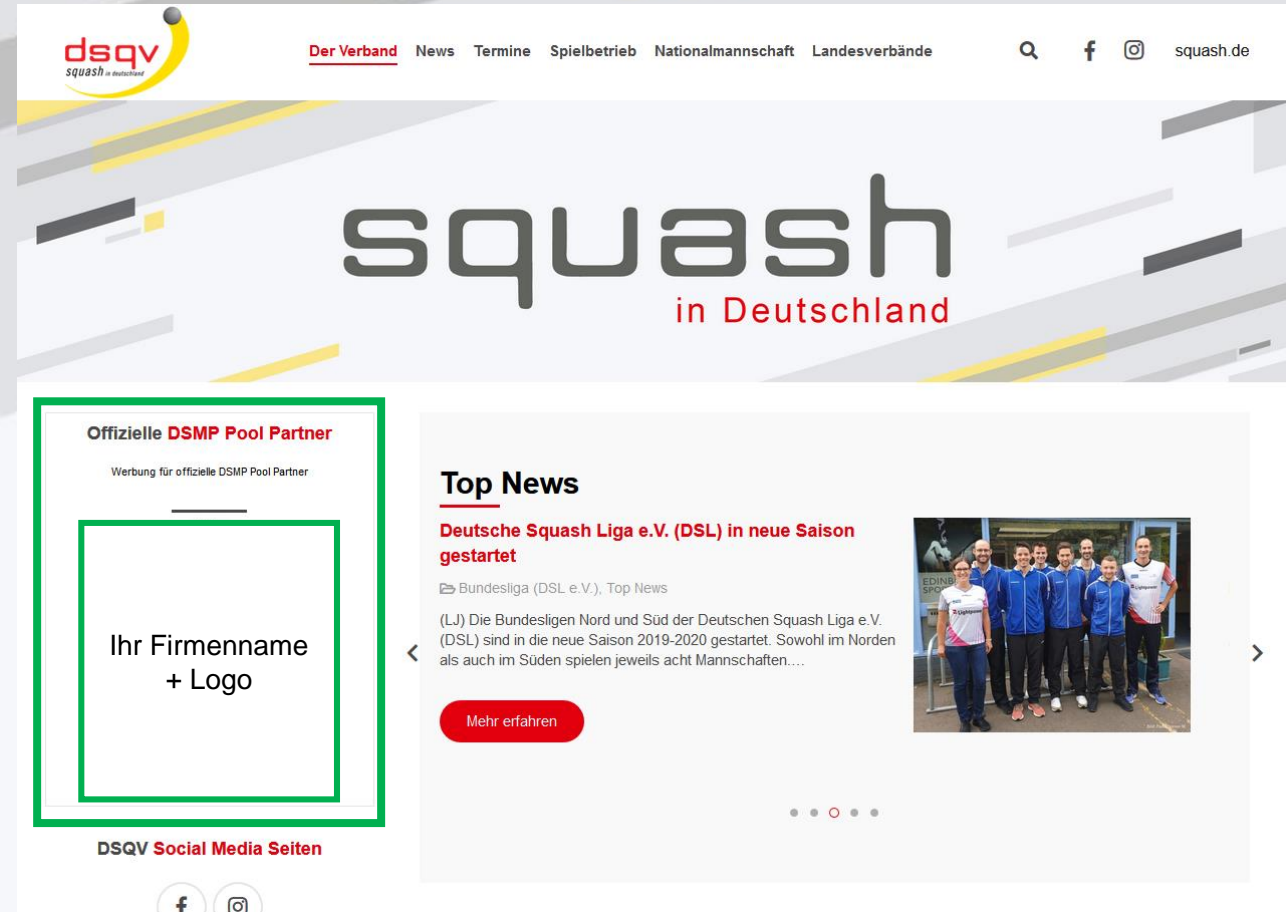 dsqv
squash in deutschland
Der Verband News Termine Spielbetrieb Nationalmannschaft Landesverbände squash.de
squash
in Deutschland
Offizielle DSMP Pool Partner
Werbung für offizielle DSMP Pool Partner
Ihr Firmenname
+ Logo
DSQV Social Media Seiten
Top News
Deutsche Squash Liga e.V. (DSL) in neue Saison
gestartet
Bundesliga (DSL e.V.), Top News
(LJ) Die Bundesligen Nord und Süd der Deutschen Squash Liga e.V.
(DSL) sind in die neue Saison 2019-2020 gestartet. Sowohl im Norden
als auch im Süden spielen jeweils acht Mannschaften.…
Mehr erfahren